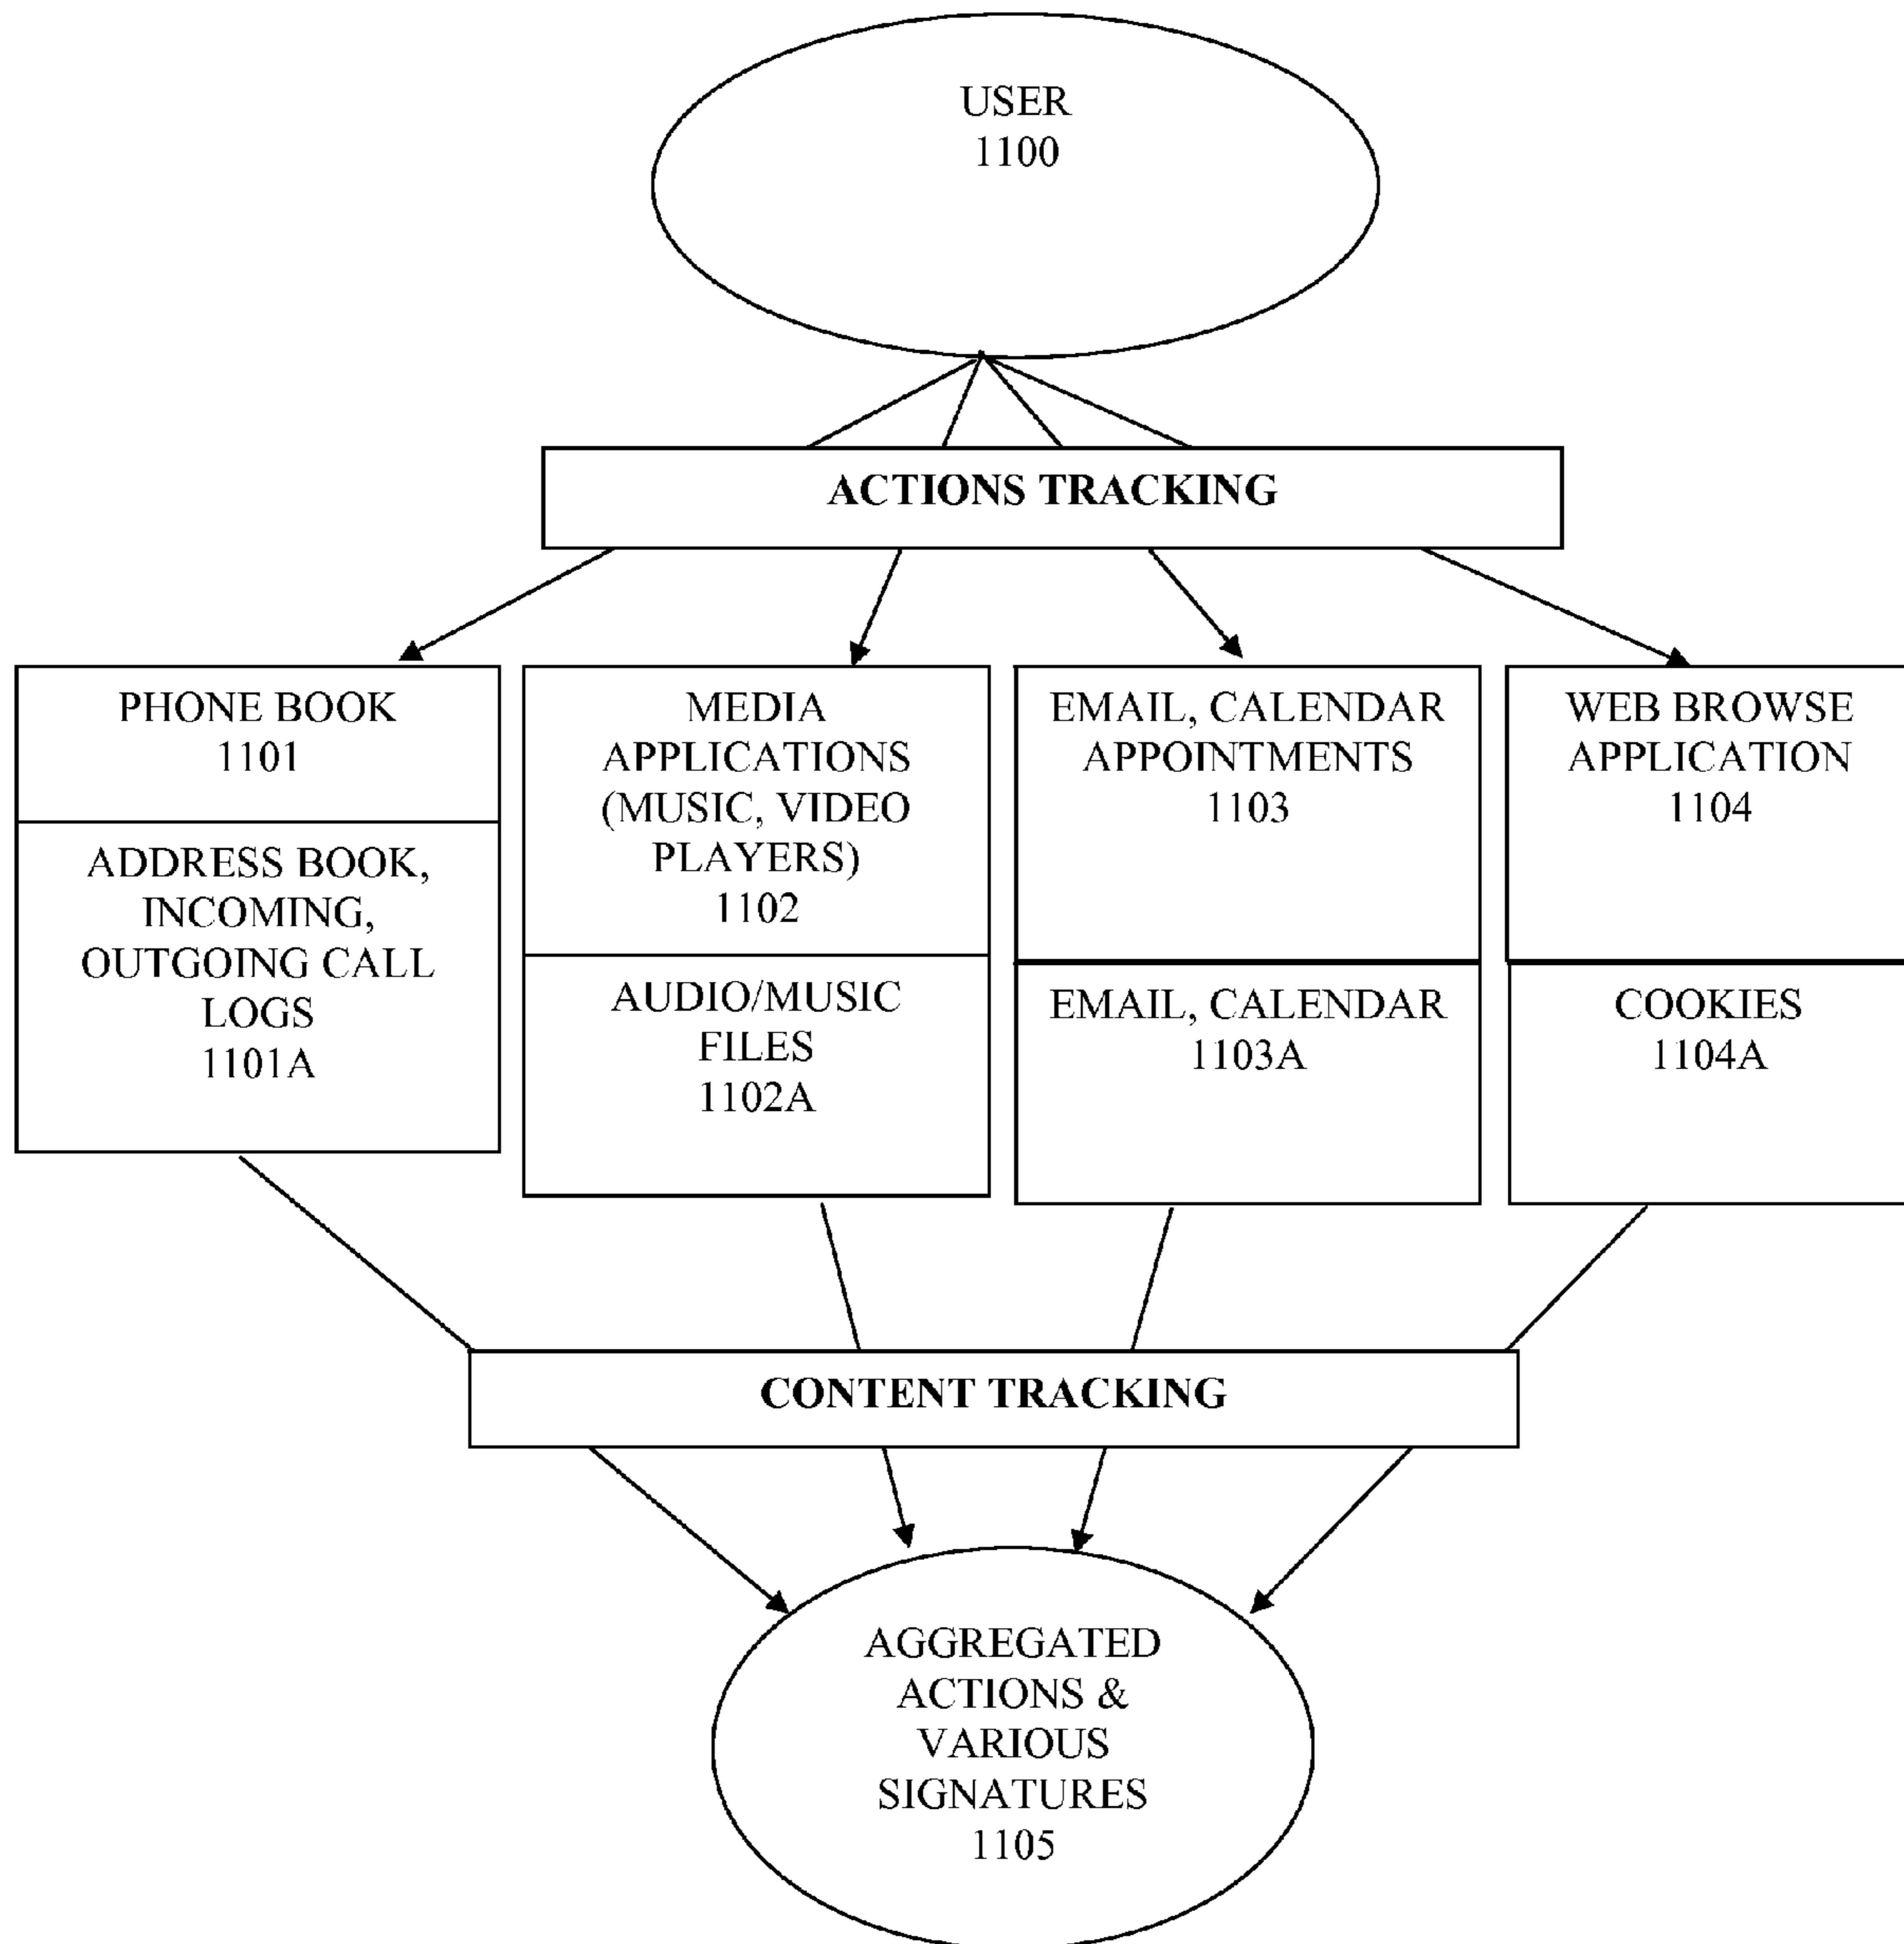 USER
1100
ACTIONS TRACKING
PHONE BOOK
1101
ADDRESS BOOK,
INCOMING,
OUTGOING CALL
LOGS
1101A
MEDIA
APPLICATIONS
(MUSIC, VIDEO
PLAYERS)
1102
AUDIO/MUSIC
FILES
1102A
EMAIL, CALENDAR
APPOINTMENTS
1103
EMAIL, CALENDAR
1103A
WEB BROWSE
APPLICATION
1104
COOKIES
1104A
CONTENT TRACKING
AGGREGATED
ACTIONS &
VARIOUS
SIGNATURES
1105